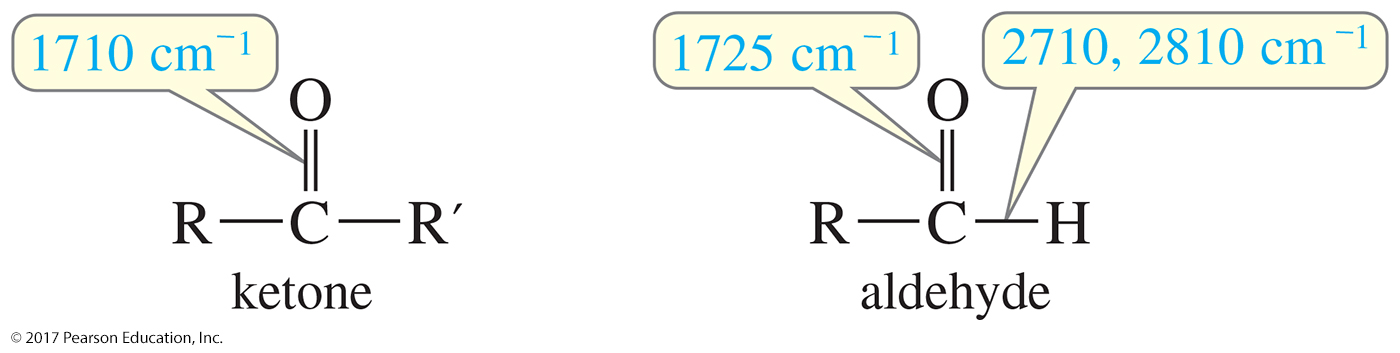 1710 cm⁻¹
1725 cm⁻¹
2710, 2810 cm⁻¹
O
O
R—C—R′
R—C—H
ketone
aldehyde
© 2017 Pearson Education, Inc.